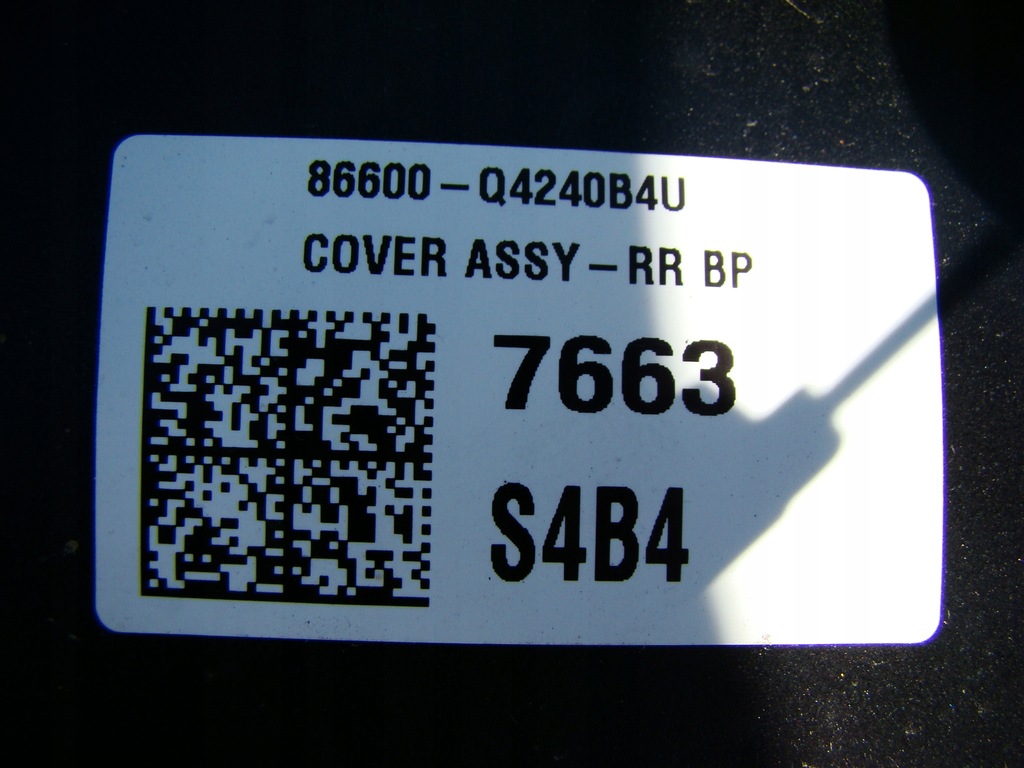 86600-Q4240B4U
COVER ASSY-RR BP
7663
S4B4